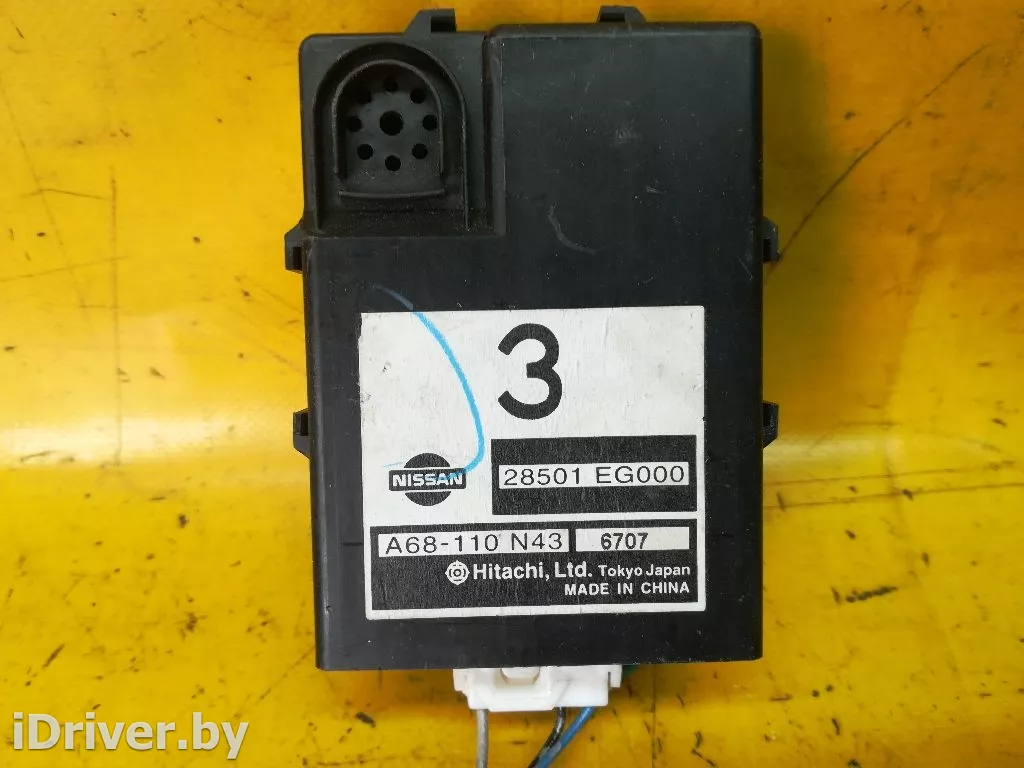 3
NISSAN
28501 EG000
A68-110 N43 6707
Hitachi, Ltd. Tokyo Japan
MADE IN CHINA
iDriver.by